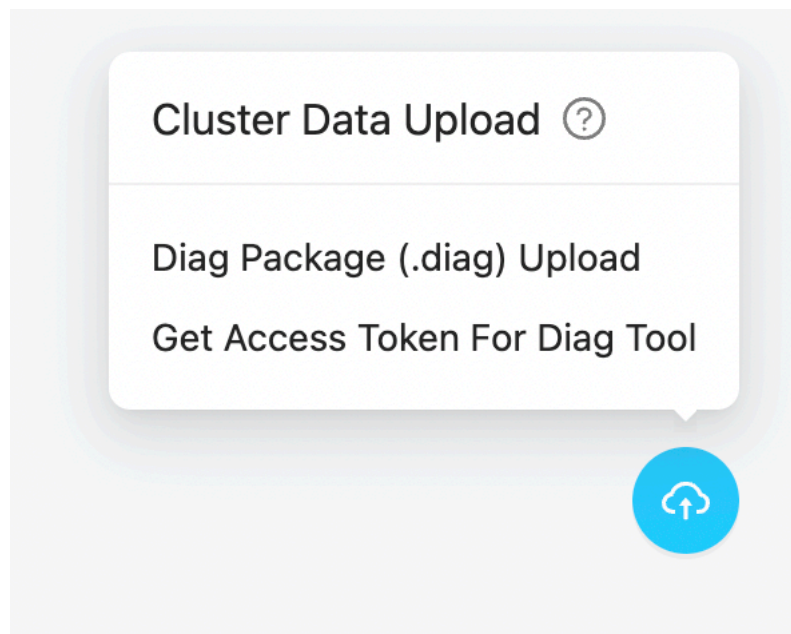 Cluster Data Upload ?
Diag Package (.diag) Upload
Get Access Token For Diag Tool